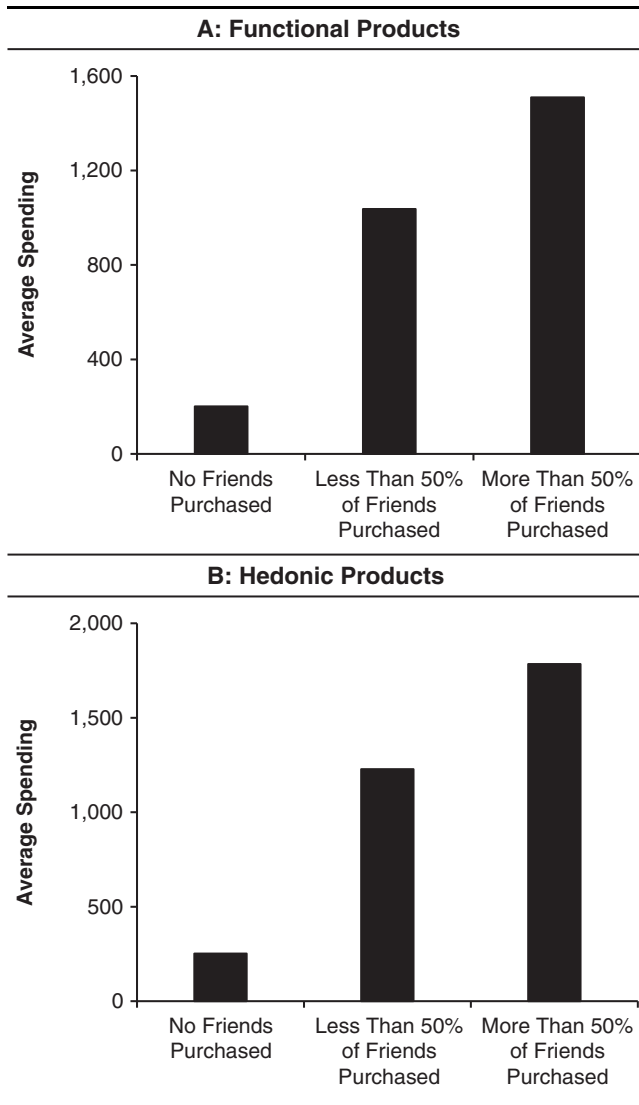 A: Functional Products
1,600
1,200
800
400
0
Average Spending
No Friends
Purchased
Less Than 50%
of Friends
Purchased
More Than 50%
of Friends
Purchased
B: Hedonic Products
2,000
1,500
1,000
500
0
Average Spending
No Friends
Purchased
Less Than 50%
of Friends
Purchased
More Than 50%
of Friends
Purchased